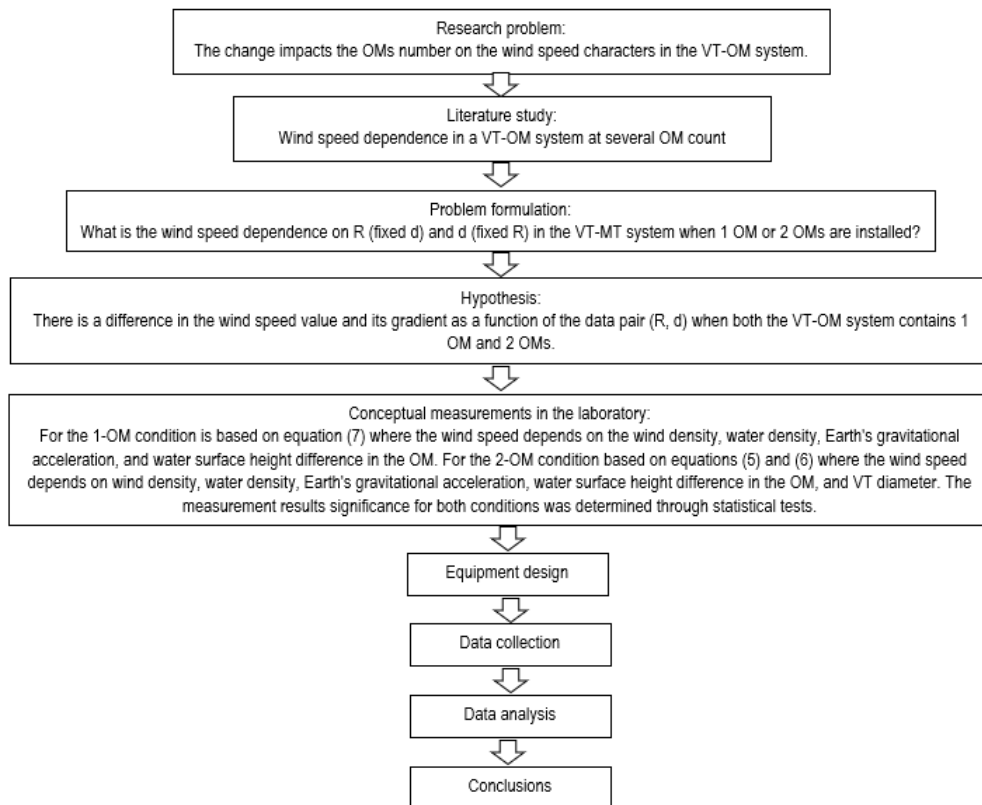 Research problem:
The change impacts the OMs number on the wind speed characters in the VT-OM system.
Literature study:
Wind speed dependence in a VT-OM system at several OM count
Problem formulation:
What is the wind speed dependence on R (fixed d) and d (fixed R) in the VT-MT system when 1 OM or 2 OMs are installed?
Hypothesis:
There is a difference in the wind speed value and its gradient as a function of the data pair (R, d) when both the VT-OM system contains 1
OM and 2 OMs.
Conceptual measurements in the laboratory:
For the 1-OM condition is based on equation (7) where the wind speed depends on the wind density, water density, Earth's gravitational
acceleration, and water surface height difference in the OM. For the 2-OM condition based on equations (5) and (6) where the wind speed
depends on wind density, water density, Earth's gravitational acceleration, water surface height difference in the OM, and VT diameter. The
measurement results significance for both conditions was determined through statistical tests.
Equipment design
Data collection
Data analysis
Conclusions